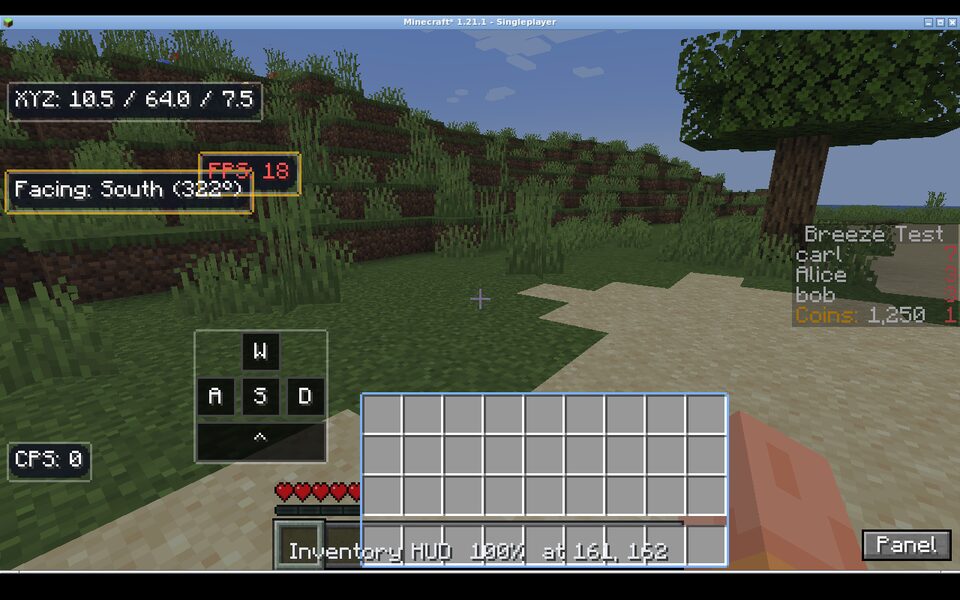 Minecraft* 1.21.1 - Singleplayer
XYZ: 10.5 / 64.0 / 7.5
FPS: 18
Facing: South (322°)
Breeze Test
carl
Alice
bob
Coins: 1,250 1
W
A S D
^
CPS: 0
Inventory HUD 100% at 161, 162
Panel